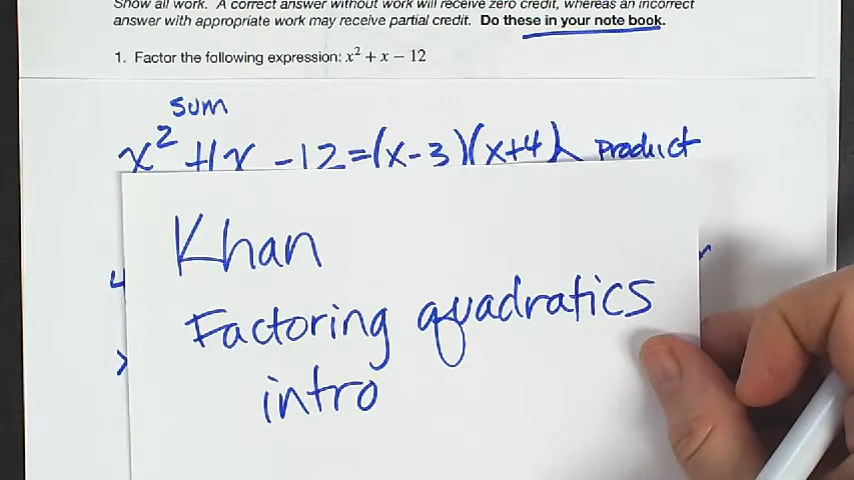 Show all work. A correct answer without work will receive zero credit, whereas an incorrect
answer with appropriate work may receive partial credit. Do these in your note book.
1. Factor the following expression: x² + x − 12
sum
x² +1x -12=(x-3)(x+4) product
Khan
Factoring quadratics
intro